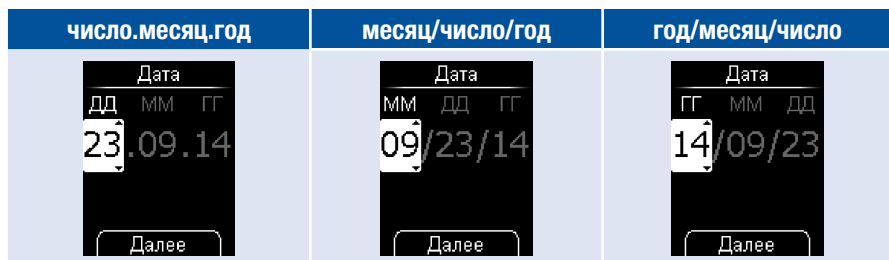 число.месяц.год
месяц/число/год
год/месяц/число
Дата
ДД ММ ГГ
23.09.14
Далее
Дата
ММ ДД ГГ
09/23/14
Далее
Дата
ГГ ММ ДД
14/09/23
Далее